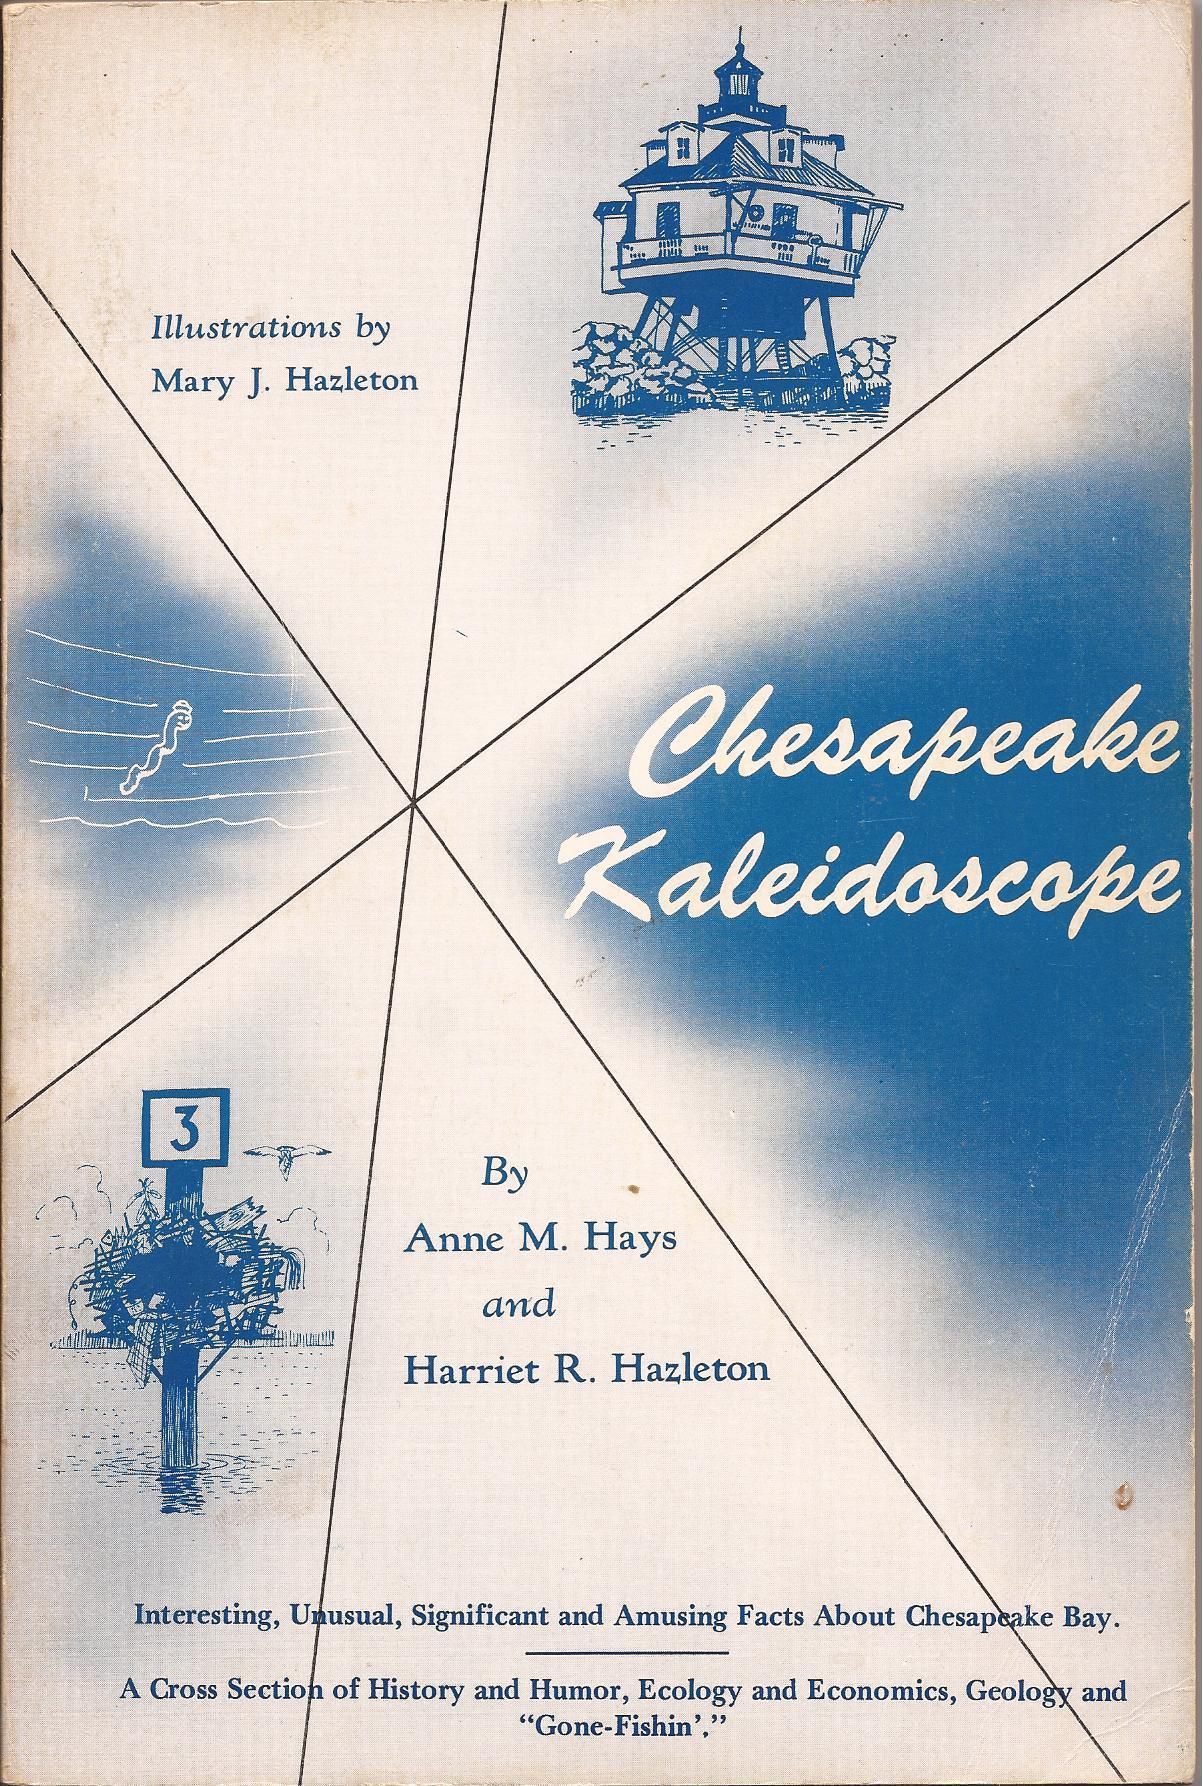 Illustrations by
Mary J. Hazleton
Chesapeake
Kaleidoscope
3
By
Anne M. Hays
and
Harriet R. Hazleton
Interesting, Unusual, Significant and Amusing Facts About Chesapeake Bay.
A Cross Section of History and Humor, Ecology and Economics, Geology and
“Gone-Fishin’.”